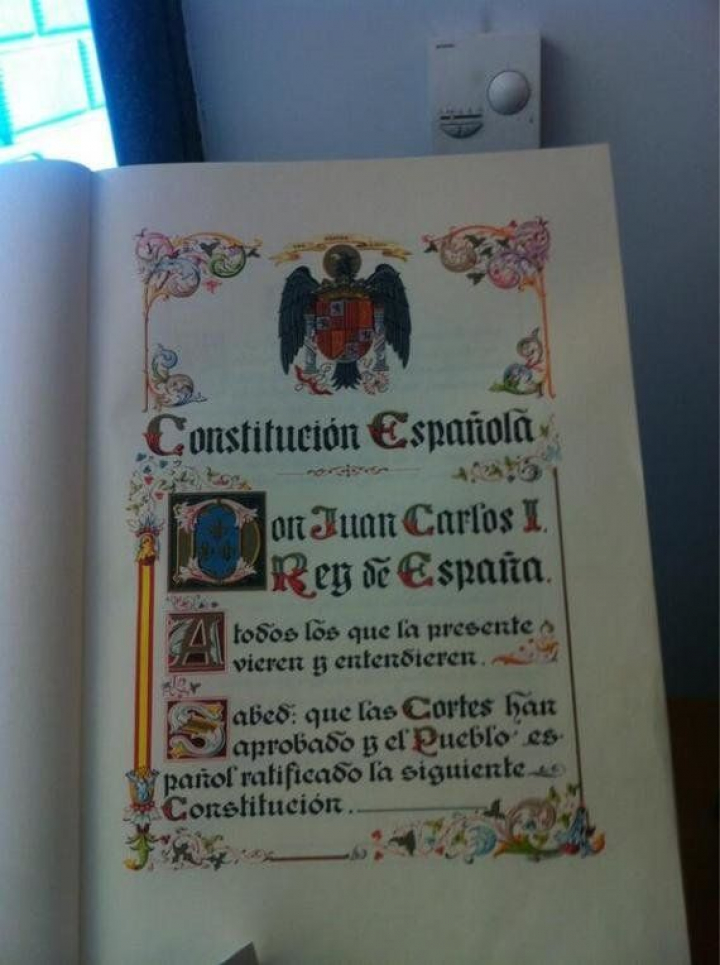 Constitución Española
Don Juan Carlos I.
Rey de España.
A todos los que la presente
vieren y entendieren.
Sabed: que las Cortes han
aprobado y el Pueblo es-
pañol ratificado la siguiente
Constitución.